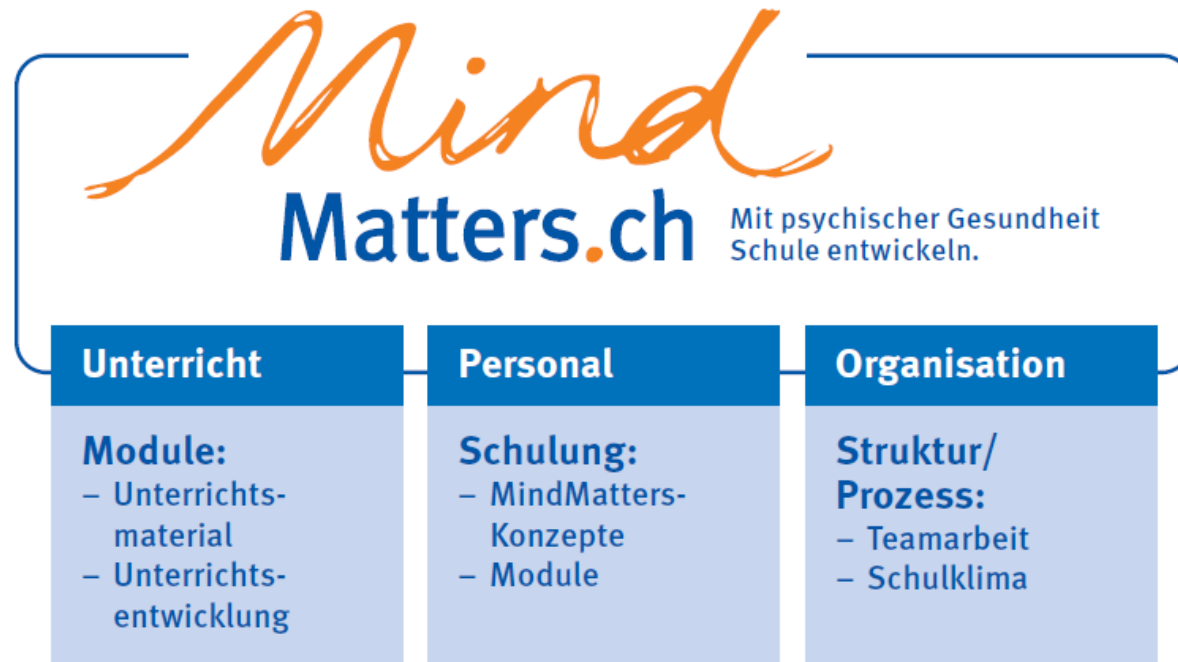 Mind
Matters.ch
Mit psychischer Gesundheit
Schule entwickeln.
Unterricht
Module:
– Unterrichts-
material
– Unterrichts-
entwicklung
Personal
Schulung:
– MindMatters-
Konzepte
– Module
Organisation
Struktur/
Prozess:
– Teamarbeit
– Schulklima